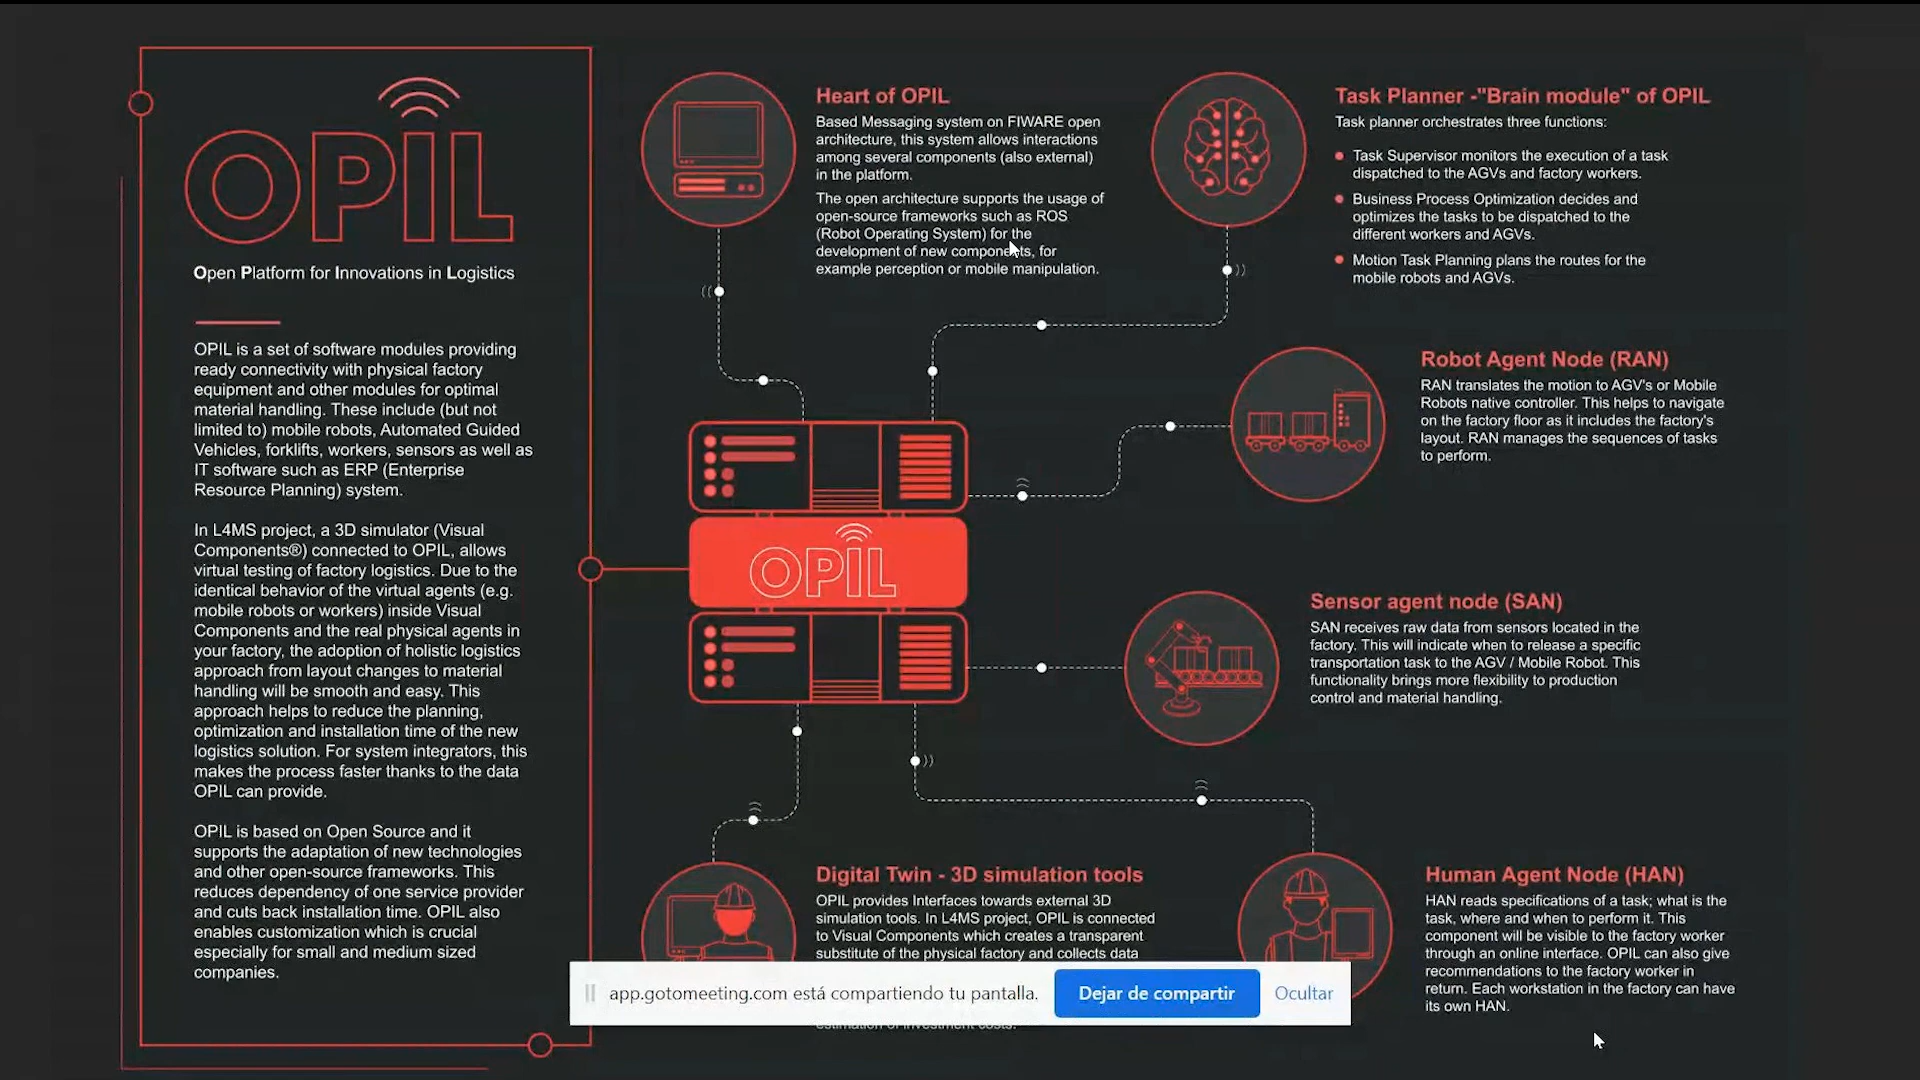 OPIL
Open Platform for Innovations in Logistics
OPIL is a set of software modules providing
ready connectivity with physical factory
equipment and other modules for optimal
material handling. These include (but not
limited to) mobile robots, Automated Guided
Vehicles, forklifts, workers, sensors as well as
IT software such as ERP (Enterprise
Resource Planning) system.
In L4MS project, a 3D simulator (Visual
Components®) connected to OPIL, allows
virtual testing of factory logistics. Due to the
identical behavior of the virtual agents (e.g.
mobile robots or workers) inside Visual
Components and the real physical agents in
your factory, the adoption of holistic logistics
approach from layout changes to material
handling will be smooth and easy. This
approach helps to reduce the planning,
optimization and installation time of the new
logistics solution. For system integrators, this
makes the process faster thanks to the data
OPIL can provide.
OPIL is based on Open Source and it
supports the adaptation of new technologies
and other open-source frameworks. This
reduces dependency of one service provider
and cuts back installation time. OPIL also
enables customization which is crucial
especially for small and medium sized
companies.
Heart of OPIL
Based Messaging system on FIWARE open
architecture, this system allows interactions
among several components (also external)
in the platform.
The open architecture supports the usage of
open-source frameworks such as ROS
(Robot Operating System) for the
development of new components, for
example perception or mobile manipulation.
Task Planner -"Brain module" of OPIL
Task planner orchestrates three functions:
Task Supervisor monitors the execution of a task
dispatched to the AGVs and factory workers.
Business Process Optimization decides and
optimizes the tasks to be dispatched to the
different workers and AGVs.
Motion Task Planning plans the routes for the
mobile robots and AGVs.
Robot Agent Node (RAN)
RAN translates the motion to AGV's or Mobile
Robots native controller. This helps to navigate
on the factory floor as it includes the factory's
layout. RAN manages the sequences of tasks
to perform.
OPIL
Sensor agent node (SAN)
SAN receives raw data from sensors located in the
factory. This will indicate when to release a specific
transportation task to the AGV / Mobile Robot. This
functionality brings more flexibility to production
control and material handling.
Digital Twin - 3D simulation tools
OPIL provides Interfaces towards external 3D
simulation tools. In L4MS project, OPIL is connected
to Visual Components which creates a transparent
substitute of the physical factory and collects data
estimation of investment costs.
Human Agent Node (HAN)
HAN reads specifications of a task; what is the
task, where and when to perform it. This
component will be visible to the factory worker
through an online interface. OPIL can also give
recommendations to the factory worker in
return. Each workstation in the factory can have
its own HAN.
app.gotomeeting.com está compartiendo tu pantalla.
Dejar de compartir
Ocultar